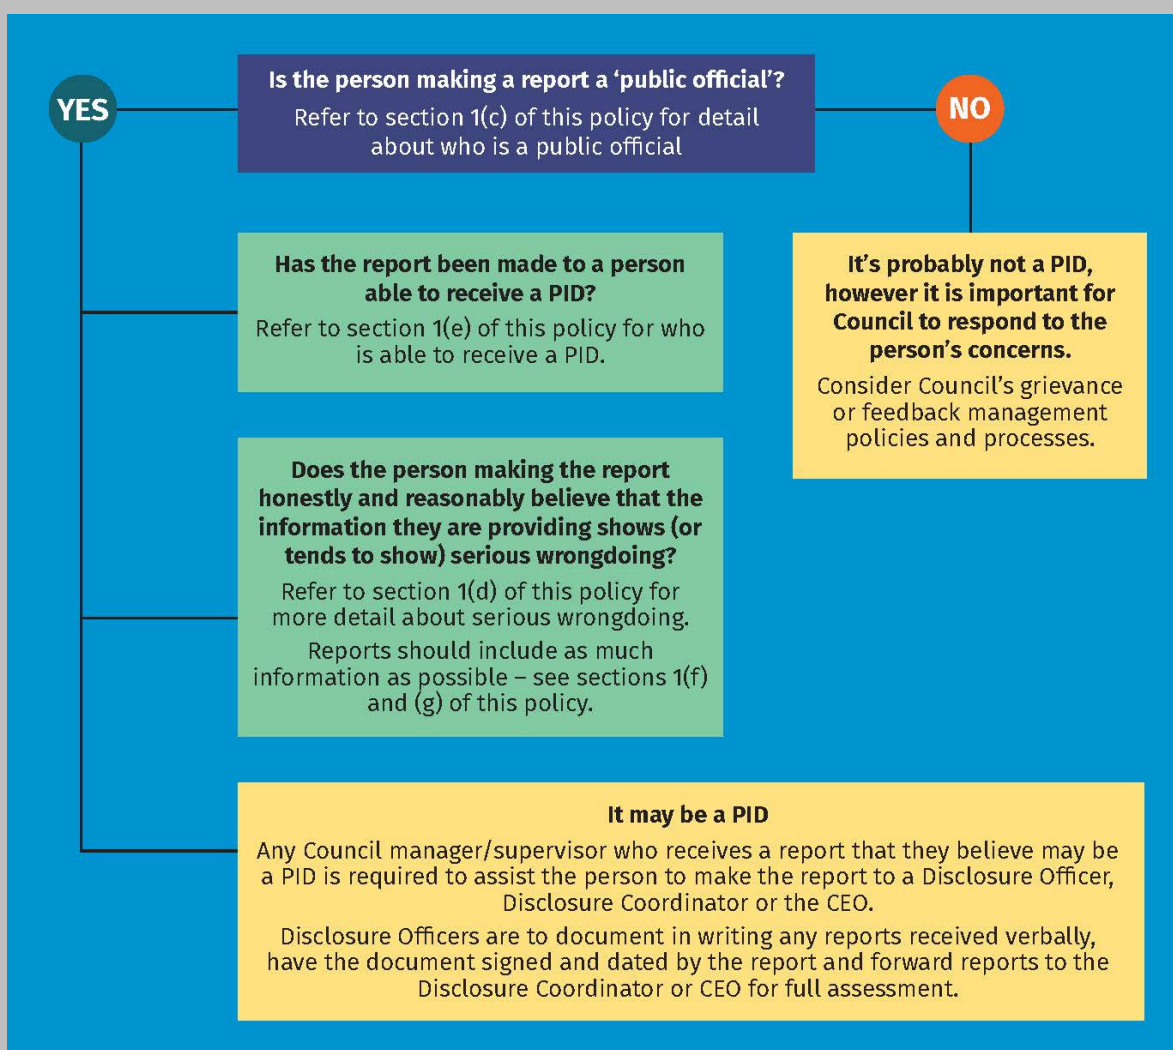 YES
Is the person making a report a ‘public official’?
Refer to section 1(c) of this policy for detail
about who is a public official
NO
Has the report been made to a person
able to receive a PID?
Refer to section 1(e) of this policy for who
is able to receive a PID.
It’s probably not a PID,
however it is important for
Council to respond to the
person’s concerns.
Consider Council’s grievance
or feedback management
policies and processes.
Does the person making the report
honestly and reasonably believe that the
information they are providing shows (or
tends to show) serious wrongdoing?
Refer to section 1(d) of this policy for
more detail about serious wrongdoing.
Reports should include as much
information as possible – see sections 1(f)
and (g) of this policy.
It may be a PID
Any Council manager/supervisor who receives a report that they believe may be
a PID is required to assist the person to make the report to a Disclosure Officer,
Disclosure Coordinator or the CEO.
Disclosure Officers are to document in writing any reports received verbally,
have the document signed and dated by the report and forward reports to the
Disclosure Coordinator or CEO for full assessment.